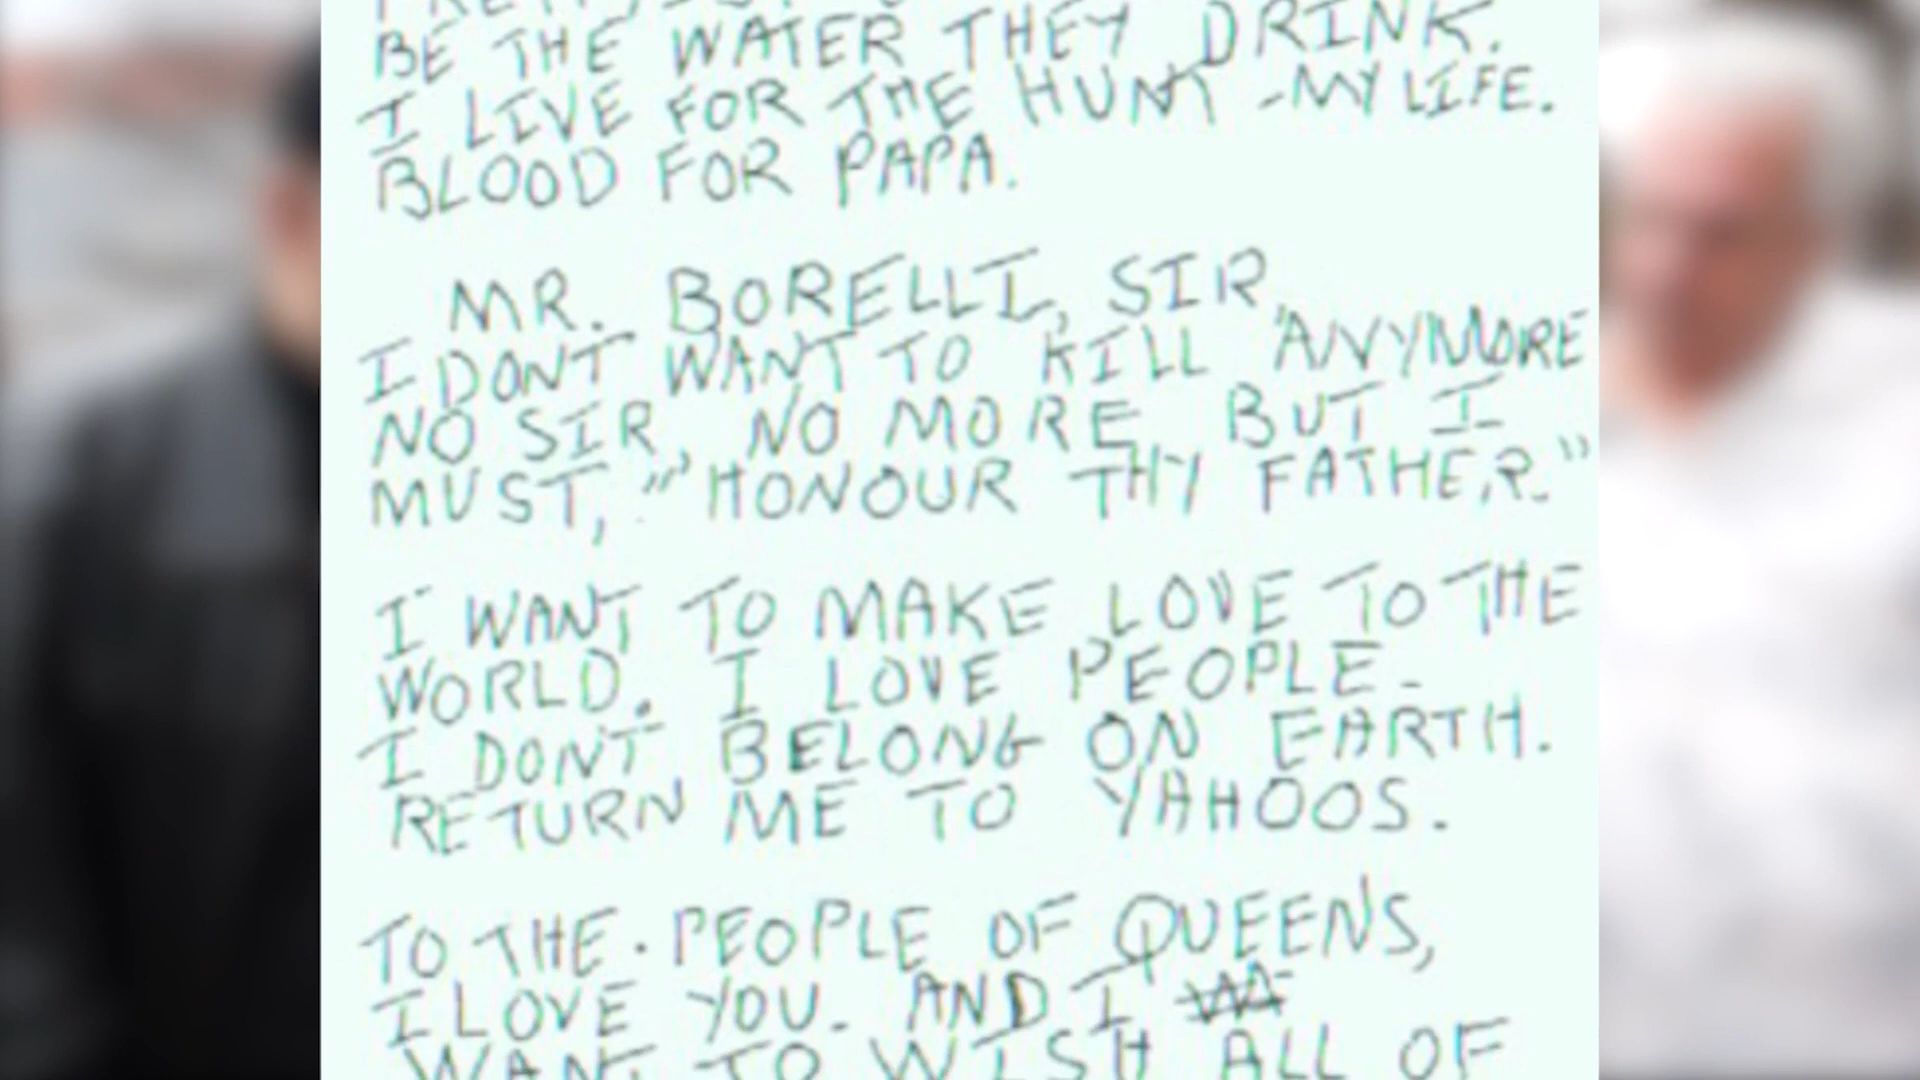 BE THE WATER THEY DRINK.
I LIVE FOR THE HUNT -MY LIFE.
BLOOD FOR PAPA.
MR. BORELLI, SIR,
I DONT WANT TO KILL ANYMORE
NO SIR, NO MORE BUT I
MUST, "HONOUR THY FATHER."
I WANT TO MAKE LOVE TO THE
WORLD. I LOVE PEOPLE.
I DONT BELONG ON EARTH.
RETURN ME TO YAHOOS.
TO THE PEOPLE OF QUEENS,
I LOVE YOU. AND I
WANT TO WISH ALL OF